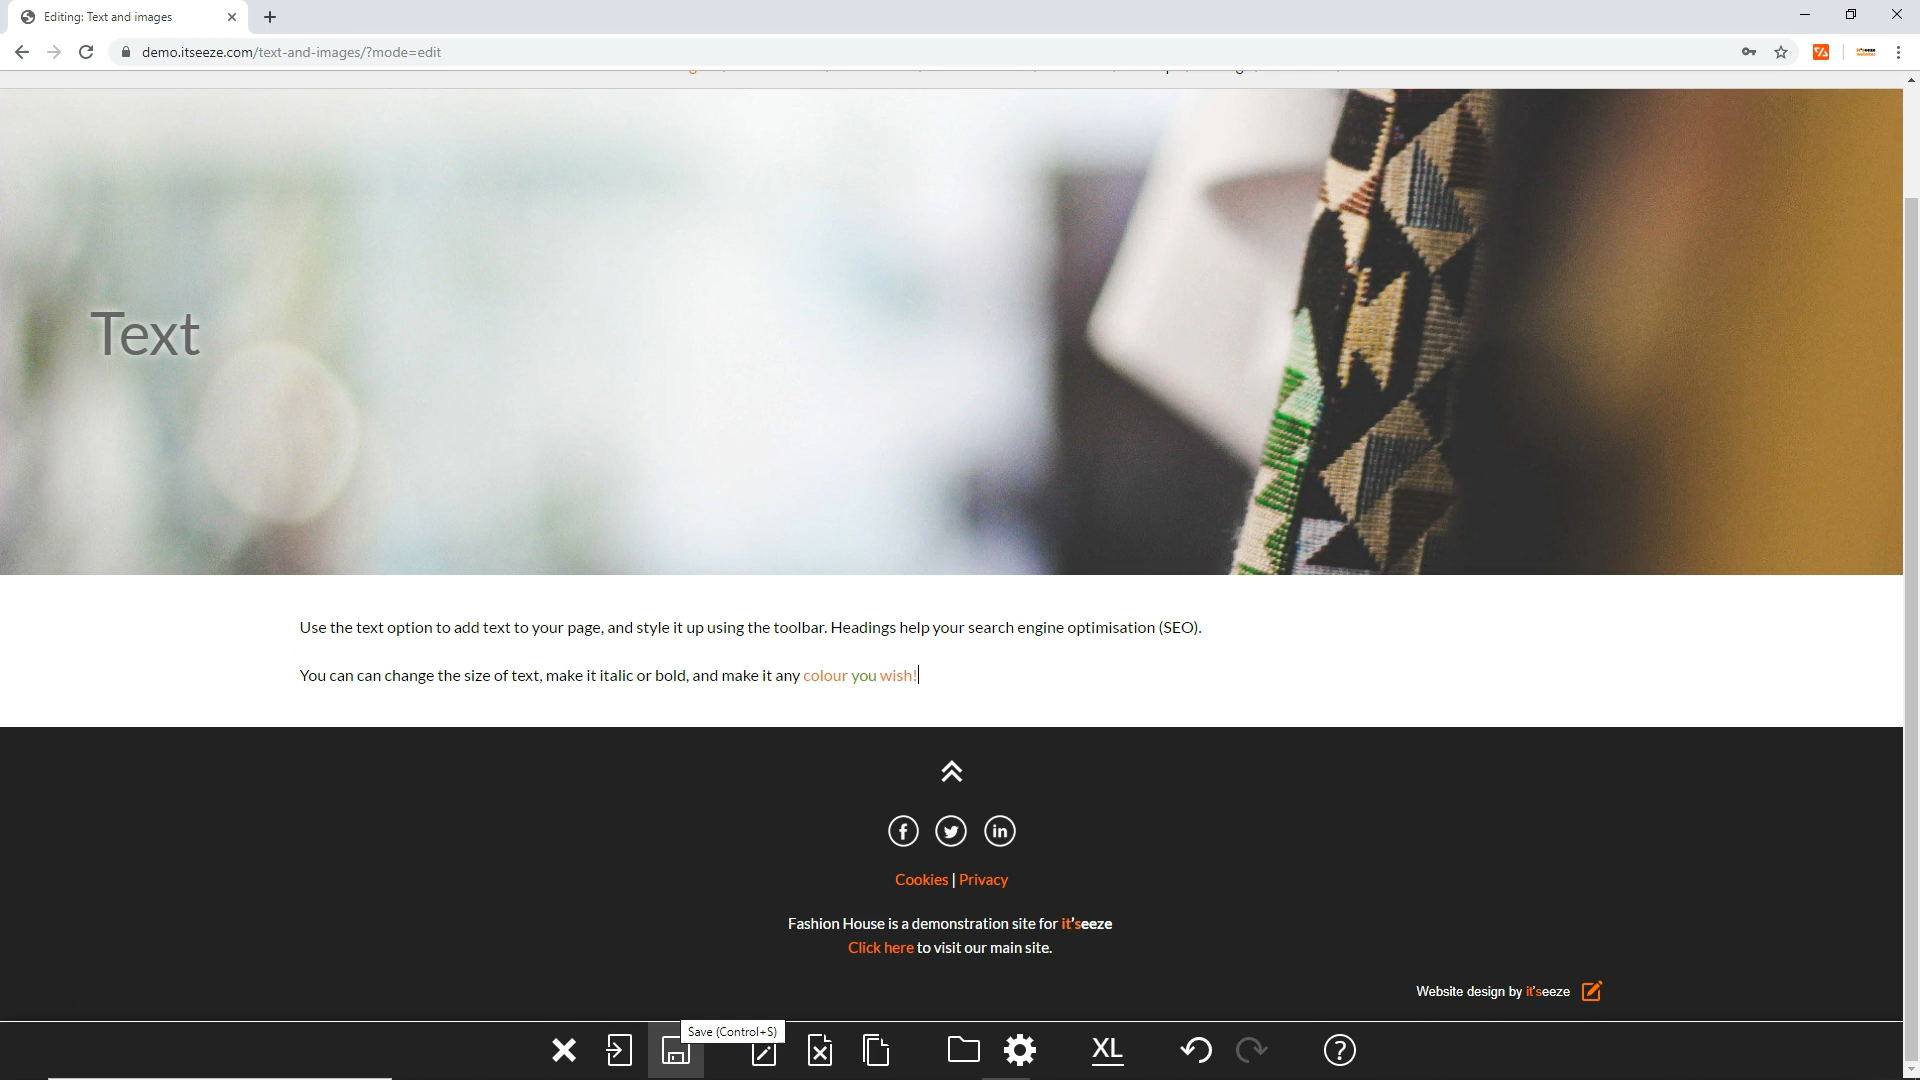 Editing: Text and images
demo.itseeze.com/text-and-images/?mode=edit
Text
Use the text option to add text to your page, and style it up using the toolbar. Headings help your search engine optimisation (SEO).
You can can change the size of text, make it italic or bold, and make it any colour you wish!
Cookies | Privacy
Fashion House is a demonstration site for it'seeze
Click here to visit our main site.
Website design by it'seeze
Save (Control+S)
XL